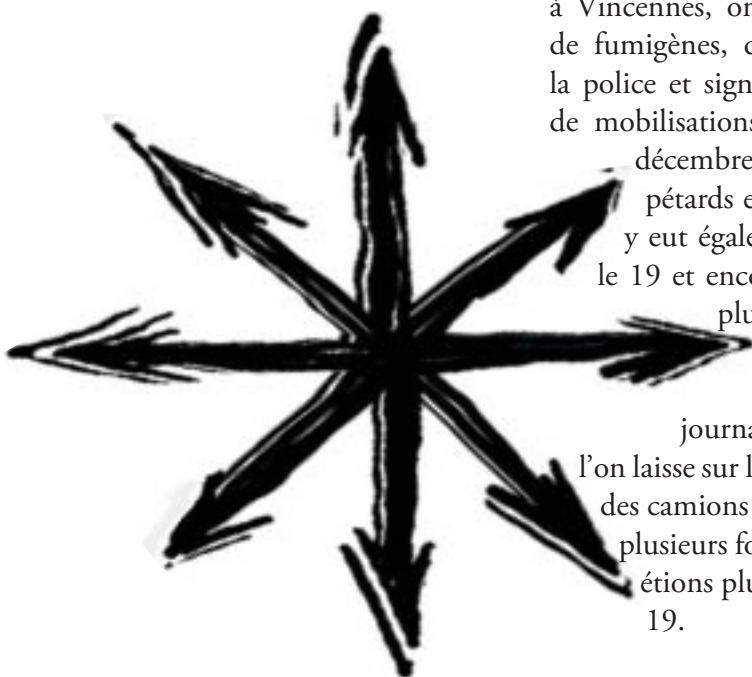 à Vincennes, on
de fumigènes, d
la police et sign
de mobilisations
décembre
pétards e
y eut égale
le 19 et enco
plu
journa
l'on laisse sur l
des camions
plusieurs fo
étions plu
19.